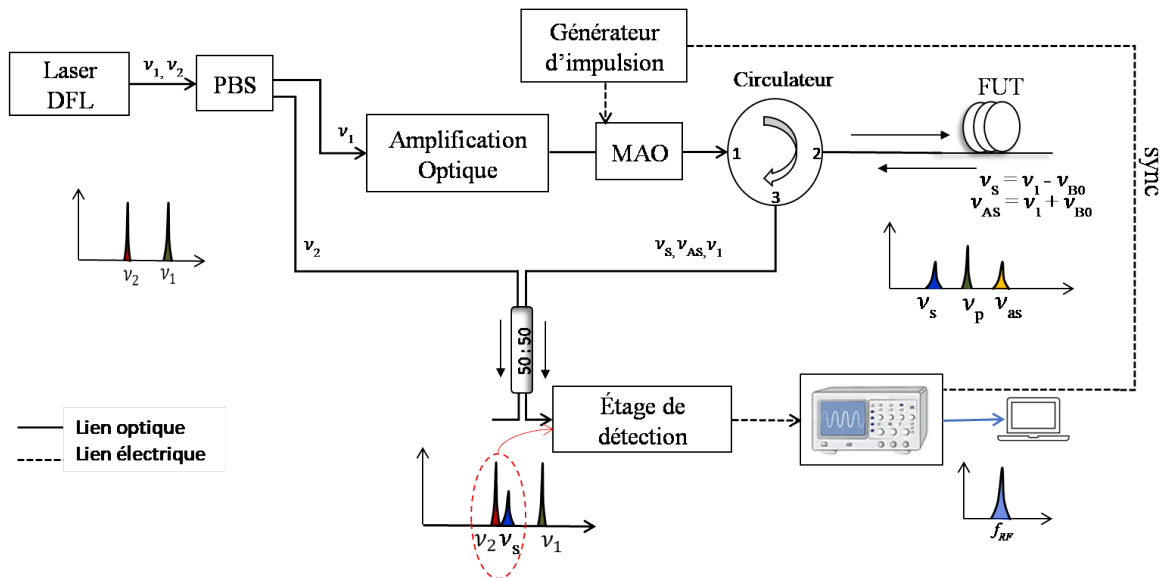 Laser
DFL
ν1, ν2
PBS
ν1
Amplification
Optique
Générateur
d'impulsion
MAO
Circulateur
1
2
3
FUT
sync
νS = ν1 - νB0
νAS = ν1 + νB0
ν2 ν1
ν2
νS, νAS, ν1
νs νp νas
50 : 50
Étage de
détection
Lien optique
Lien électrique
ν2 νs ν1
fRF